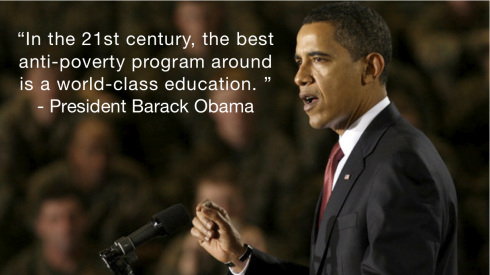 “In the 21st century, the best
anti-poverty program around
is a world-class education. ”
- President Barack Obama